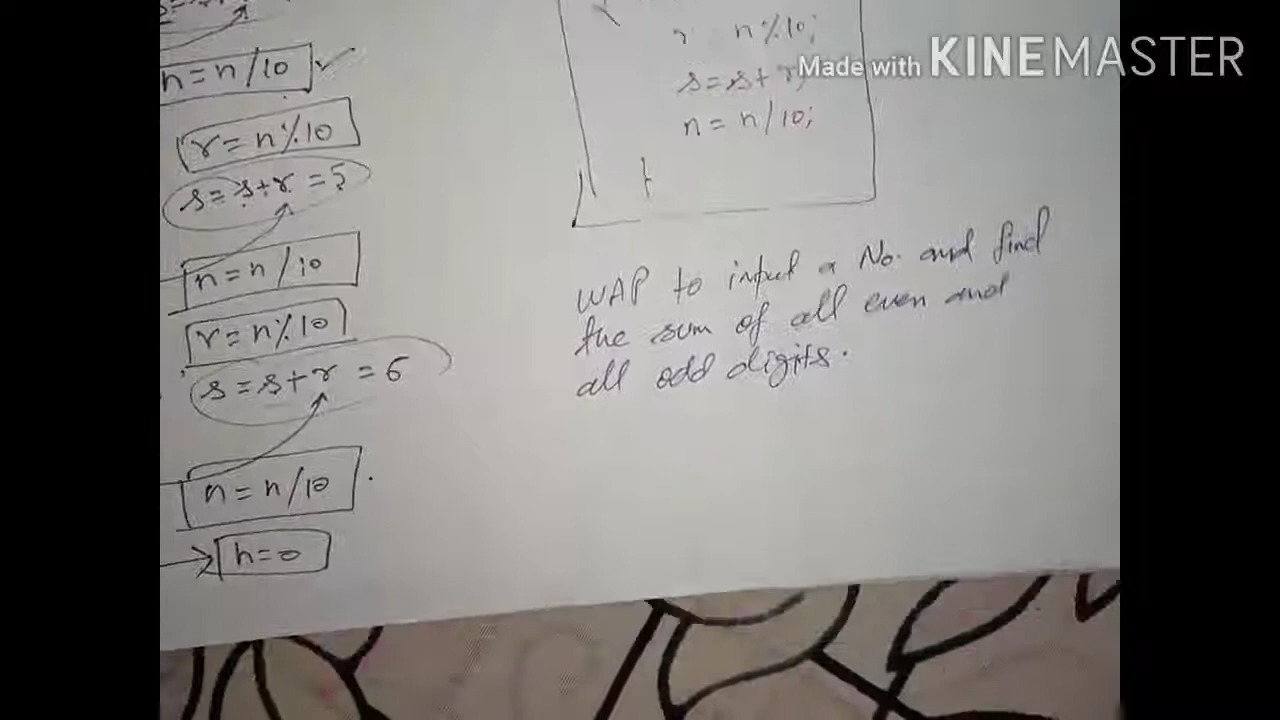 n=n/10 ✓
r=n%10
s=s+r =5
n=n/10
r=n%10
s=s+r =6
n=n/10 .
→ n=0
{
r n%10;
s=s+r;
n=n/10;
}
Made with KINEMASTER
WAP to input a No. and find
the sum of all even and
all odd digits.